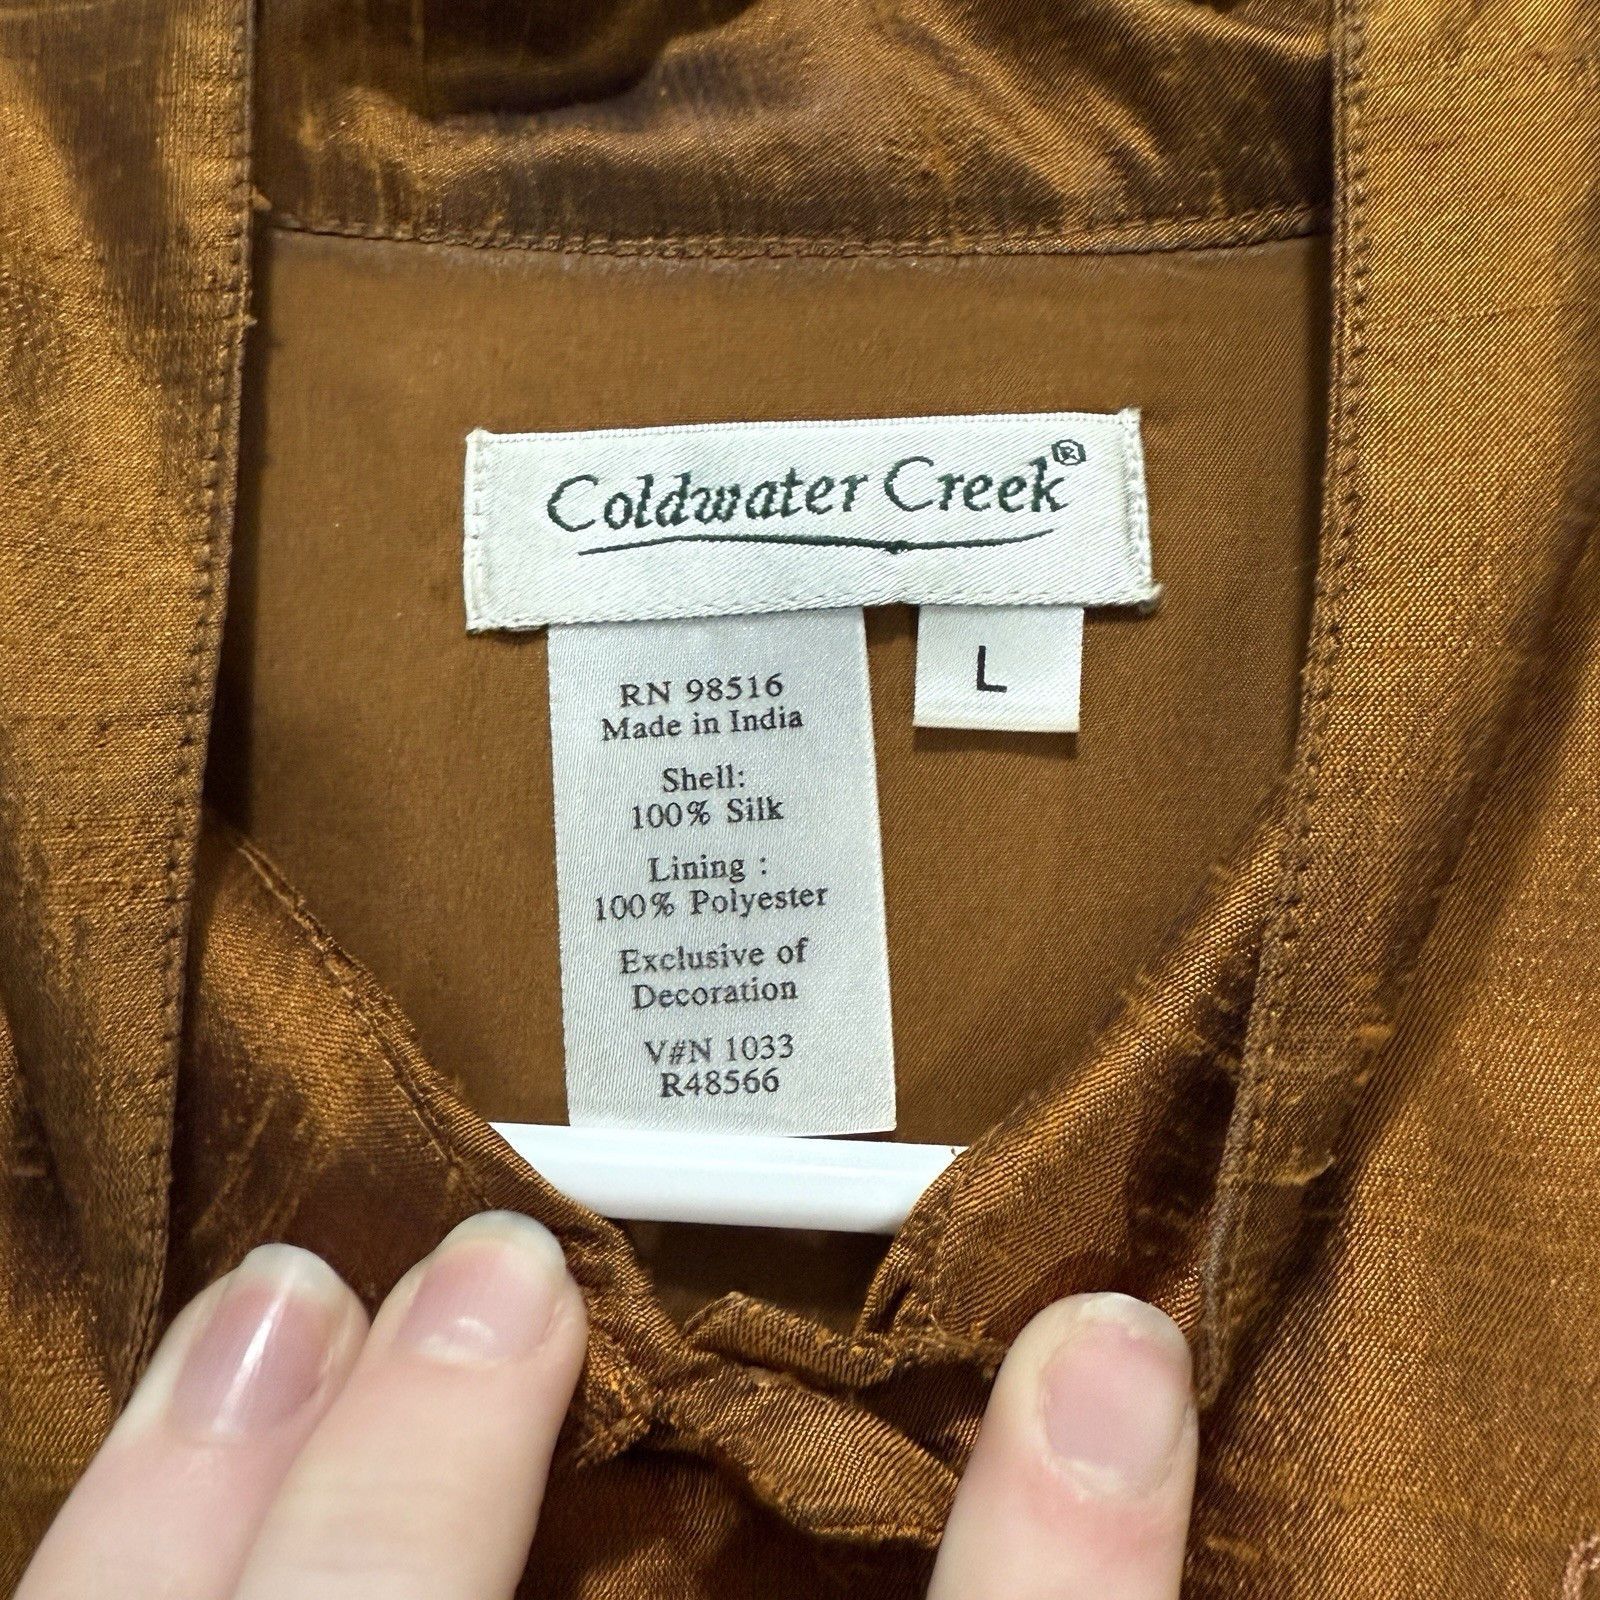 Coldwater Creek®
L
RN 98516
Made in India
Shell:
100% Silk
Lining :
100% Polyester
Exclusive of
Decoration
V#N 1033
R48566